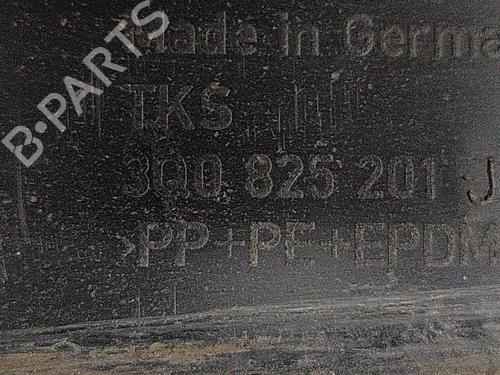 B-PARTS
Made in Germa
TKS
3Q0 825 201 J
>PP+PE+EPDM